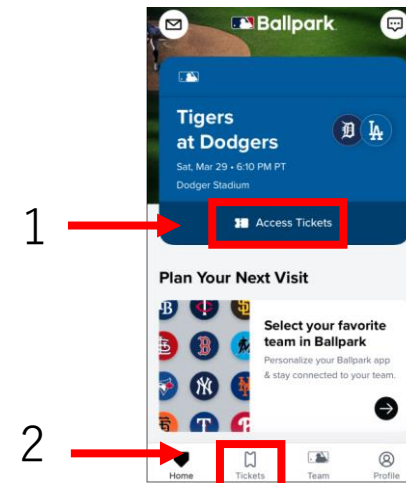 Ballpark
Tigers
at Dodgers
Sat, Mar 29 • 6:10 PM PT
Dodger Stadium
1
Access Tickets
Plan Your Next Visit
Select your favorite
team in Ballpark
Personalize your Ballpark app
& stay connected to your team.
2
Home
Tickets
Team
Profile